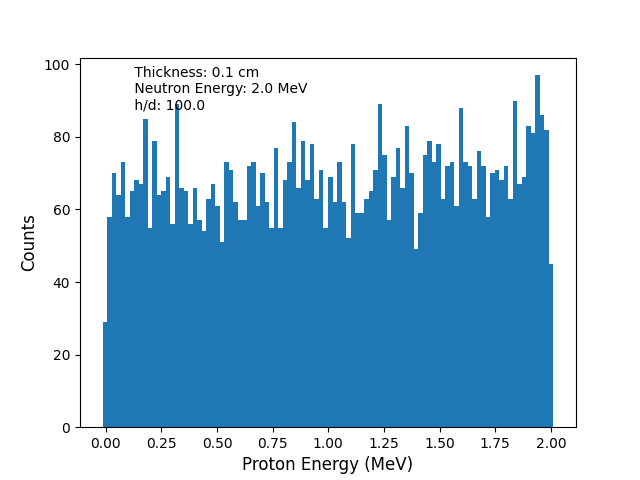 Thickness: 0.1 cm
Neutron Energy: 2.0 MeV
h/d: 100.0
100
80
60
40
20
0
Counts
0.00 0.25 0.50 0.75 1.00 1.25 1.50 1.75 2.00
Proton Energy (MeV)